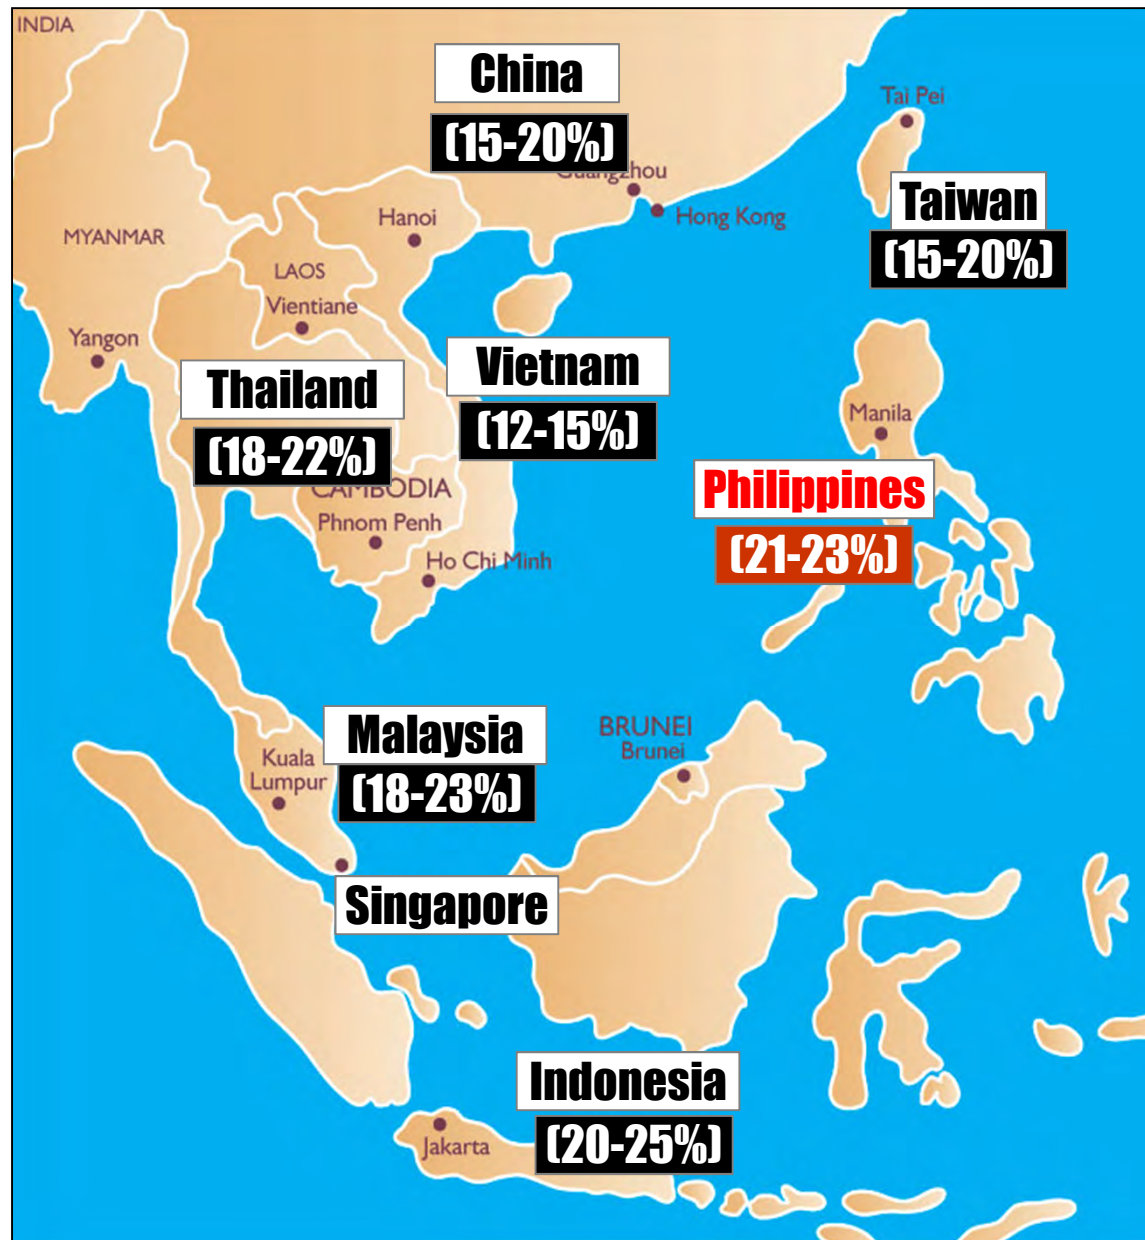 INDIA
China
(15-20%)
Tai Pei
Guangzhou
Hong Kong
Taiwan
(15-20%)
Hanoi
MYANMAR
LAOS
Vientiane
Yangon
Thailand
(18-22%)
Vietnam
(12-15%)
Manila
Philippines
(21-23%)
CAMBODIA
Phnom Penh
Ho Chi Minh
Malaysia
(18-23%)
BRUNEI
Brunei
Kuala
Lumpur
Singapore
Indonesia
(20-25%)
Jakarta